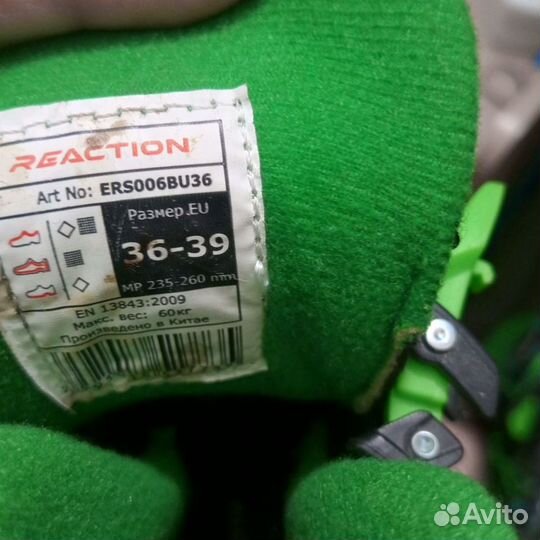 REACTION
Art No: ERS006BU36
Размер.EU
36-39
MP 235-260 mm
EN 13843:2009
Макс. вес: 60кг
Произведено в Китае
Avito